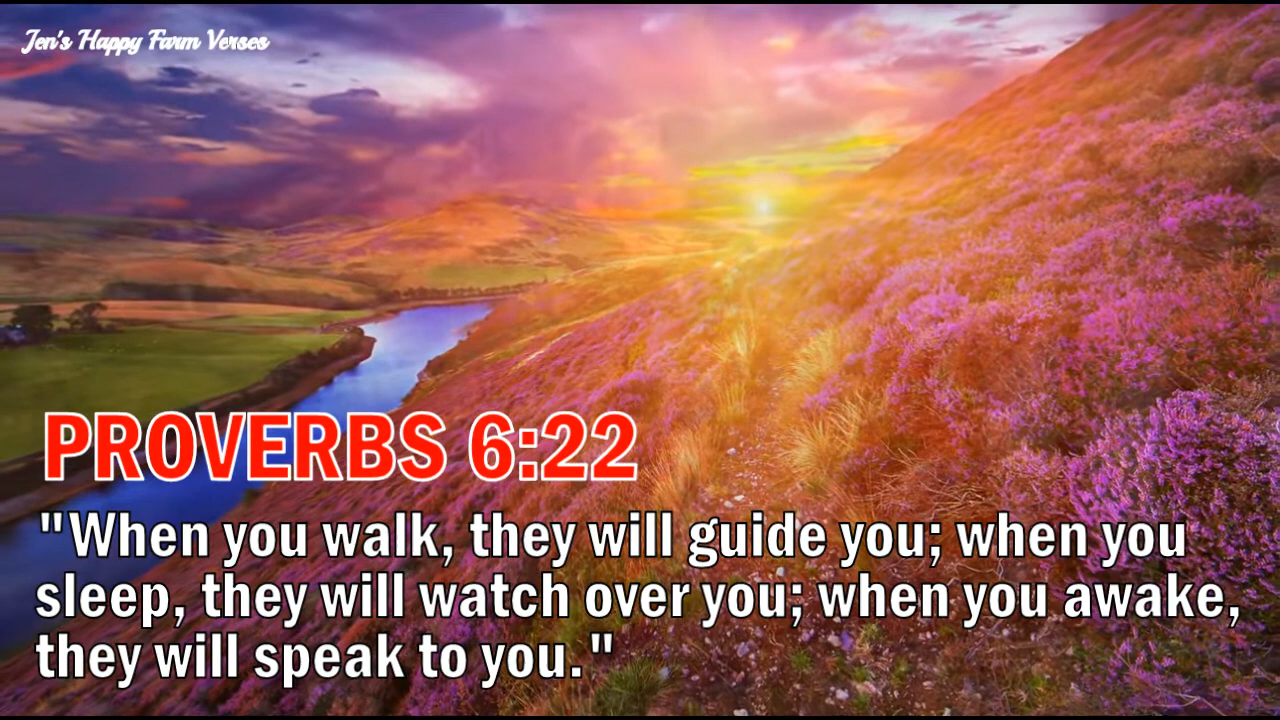 Jen's Happy Farm Verses
PROVERBS 6:22
"When you walk, they will guide you; when you
sleep, they will watch over you; when you awake,
they will speak to you."